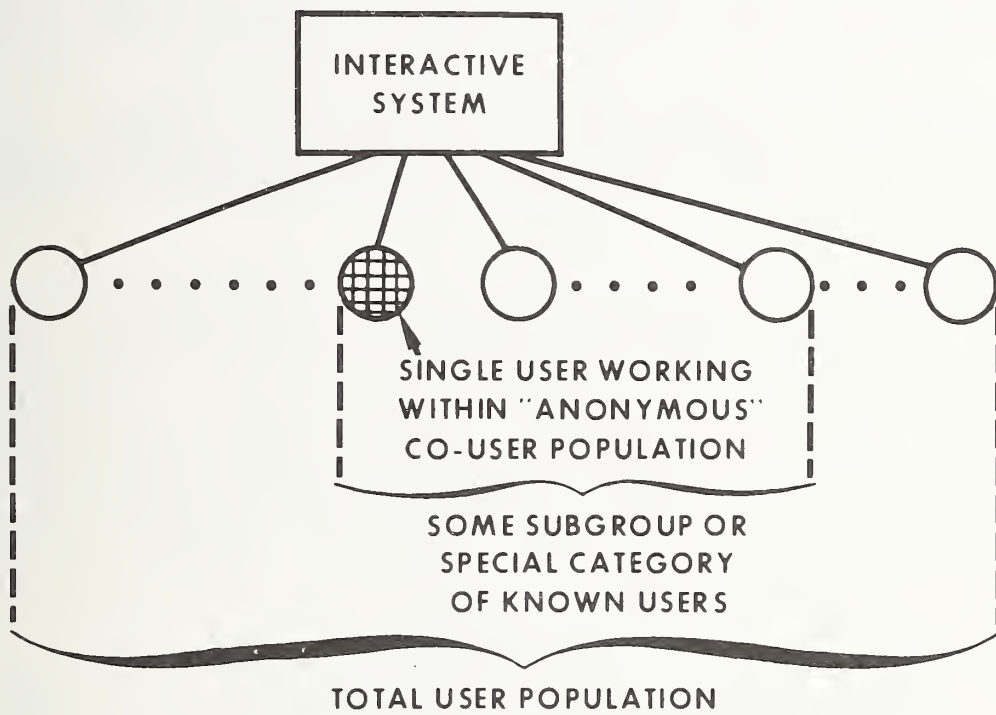 INTERACTIVE
SYSTEM
SINGLE USER WORKING
WITHIN "ANONYMOUS"
CO-USER POPULATION
SOME SUBGROUP OR
SPECIAL CATEGORY
OF KNOWN USERS
TOTAL USER POPULATION